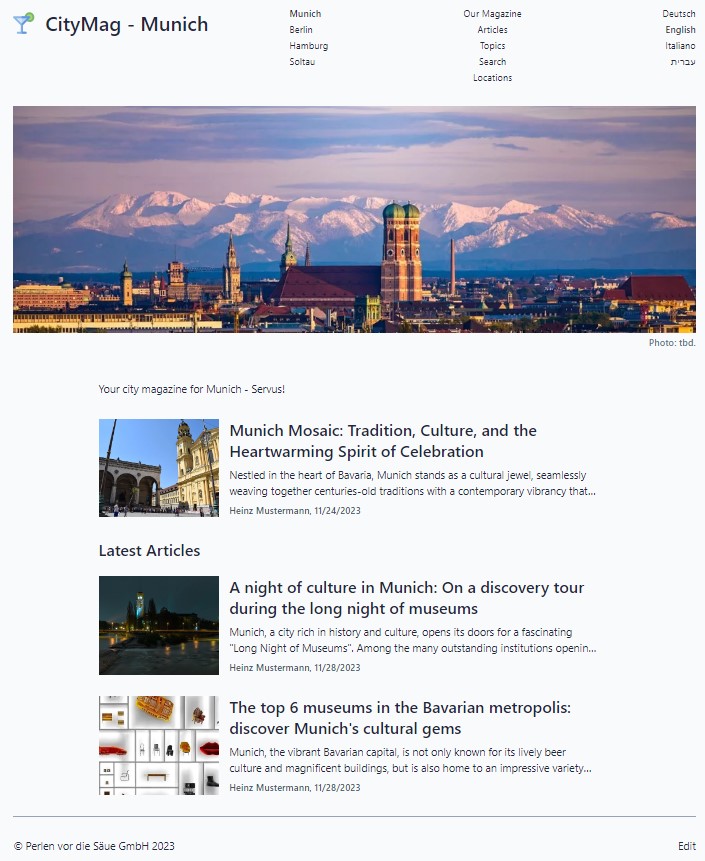 CityMag - Munich
Munich
Berlin
Hamburg
Soltau
Our Magazine
Articles
Topics
Search
Locations
Deutsch
English
Italiano
עברית
Photo: tbd.
Your city magazine for Munich - Servus!
Munich Mosaic: Tradition, Culture, and the
Heartwarming Spirit of Celebration
Nestled in the heart of Bavaria, Munich stands as a cultural jewel, seamlessly
weaving together centuries-old traditions with a contemporary vibrancy that...
Heinz Mustermann, 11/24/2023
Latest Articles
A night of culture in Munich: On a discovery tour
during the long night of museums
Munich, a city rich in history and culture, opens its doors for a fascinating
"Long Night of Museums". Among the many outstanding institutions openin...
Heinz Mustermann, 11/28/2023
The top 6 museums in the Bavarian metropolis:
discover Munich's cultural gems
Munich, the vibrant Bavarian capital, is not only known for its lively beer
culture and magnificent buildings, but is also home to an impressive variety...
Heinz Mustermann, 11/28/2023
© Perlen vor die Säue GmbH 2023
Edit